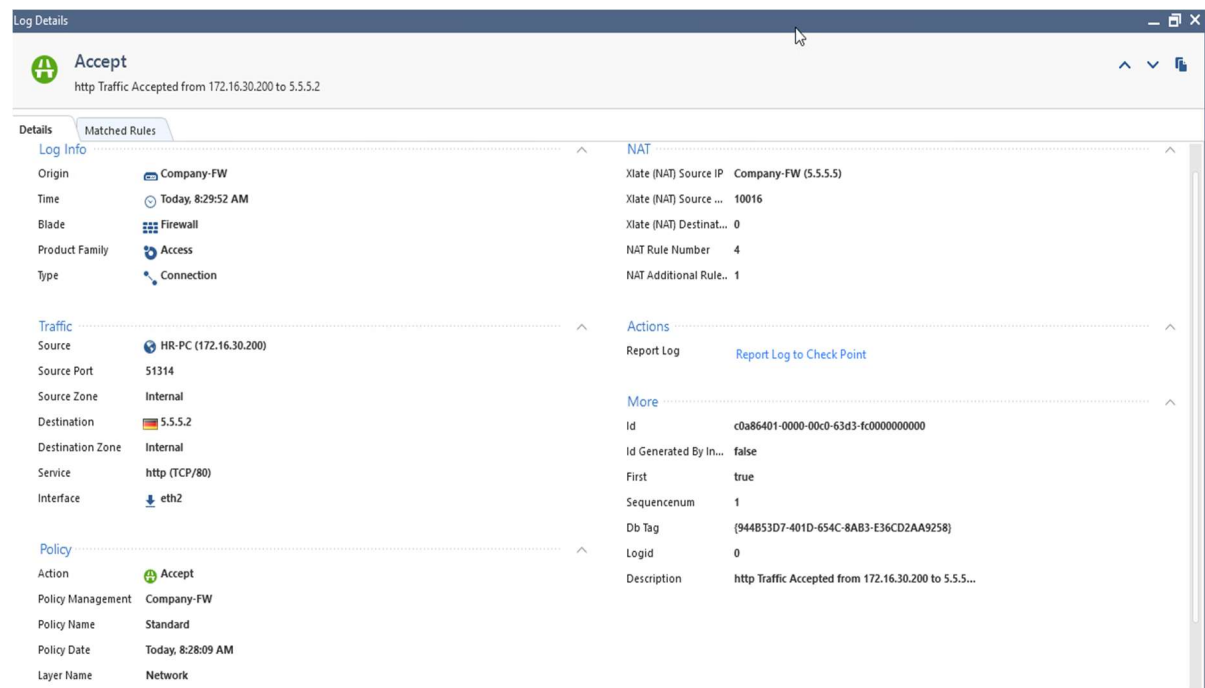 Log Details
Accept
http Traffic Accepted from 172.16.30.200 to 5.5.5.2
Details
Matched Rules
Log Info
Origin Company-FW
Time Today, 8:29:52 AM
Blade Firewall
Product Family Access
Type Connection
Traffic
Source HR-PC (172.16.30.200)
Source Port 51314
Source Zone Internal
Destination 5.5.5.2
Destination Zone Internal
Service http (TCP/80)
Interface eth2
Policy
Action Accept
Policy Management Company-FW
Policy Name Standard
Policy Date Today, 8:28:09 AM
Layer Name Network
NAT
Xlate (NAT) Source IP Company-FW (5.5.5.5)
Xlate (NAT) Source ... 10016
Xlate (NAT) Destinat... 0
NAT Rule Number 4
NAT Additional Rule.. 1
Actions
Report Log Report Log to Check Point
More
Id c0a86401-0000-00c0-63d3-fc0000000000
Id Generated By In... false
First true
Sequencenum 1
Db Tag {944B53D7-401D-654C-8AB3-E36CD2AA9258}
Logid 0
Description http Traffic Accepted from 172.16.30.200 to 5.5.5...